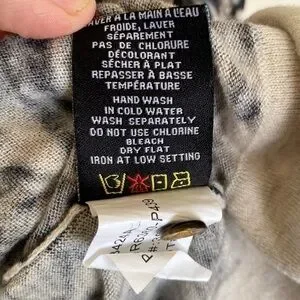 LAVER À LA MAIN À L'EAU
FROIDE, LAVER
SÉPAREMENT
PAS DE CHLORURE
DÉCOLORANT
SÉCHER À PLAT
REPASSER À BASSE
TEMPÉRATURE
HAND WASH
IN COLD WATER
WASH SEPARATELY
DO NOT USE CHLORINE
BLEACH
DRY FLAT
IRON AT LOW SETTING